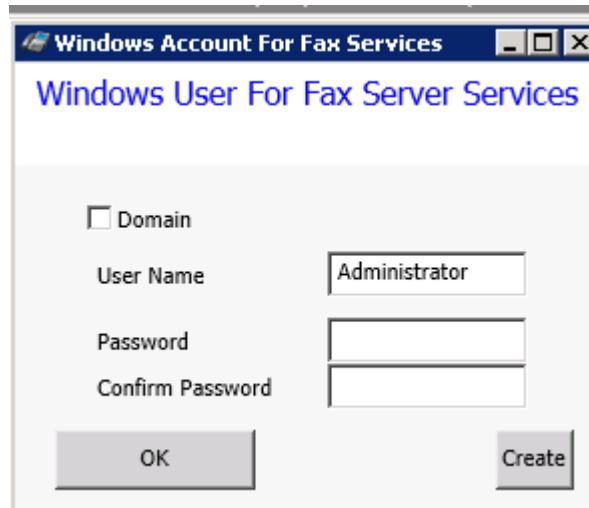 Windows Account For Fax Services
Windows User For Fax Server Services
Domain
User Name
Administrator
Password
Confirm Password
OK
Create